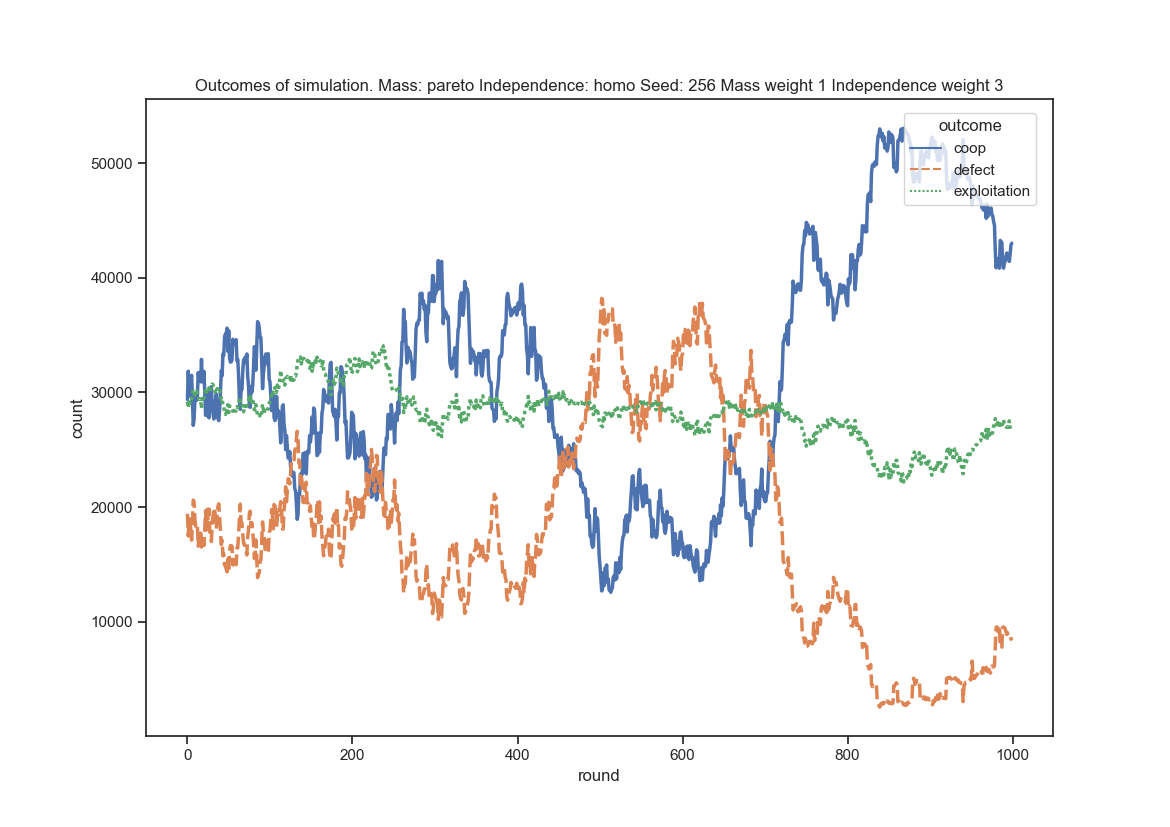 Outcomes of simulation. Mass: pareto Independence: homo Seed: 256 Mass weight 1 Independence weight 3
outcome
coop
defect
exploitation
50000
40000
30000
20000
10000
count
0 200 400 600 800 1000
round